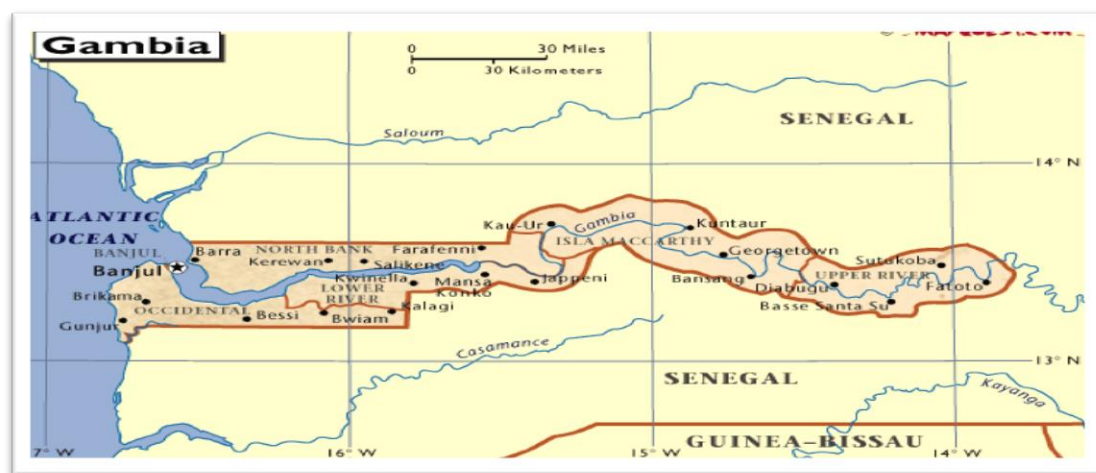 Gambia
0 30 Miles
0 30 Kilometers
MAPQUEST.COM
Saloum
SENEGAL
14° N
ATLANTIC
OCEAN
BANJUL
Banjul
Barra
NORTH BANK
Kerewan
Salikene
Farafenni
Kau-Ur
Gambia
ISLA MACCARTHY
Kuntaur
Georgetown
Sutukoba
UPPER RIVER
Fatoto
Kwinella
LOWER
RIVER
Mansa
Konko
Jappeni
Bansang
Diabugu
Basse Santa Su
Brikama
OCCIDENTAL
Gunjur
Bessi
Bwiam
Kalagi
Casamance
13° N
SENEGAL
Kayanga
GUINEA-BISSAU
7° W
16° W
15° W
14° W